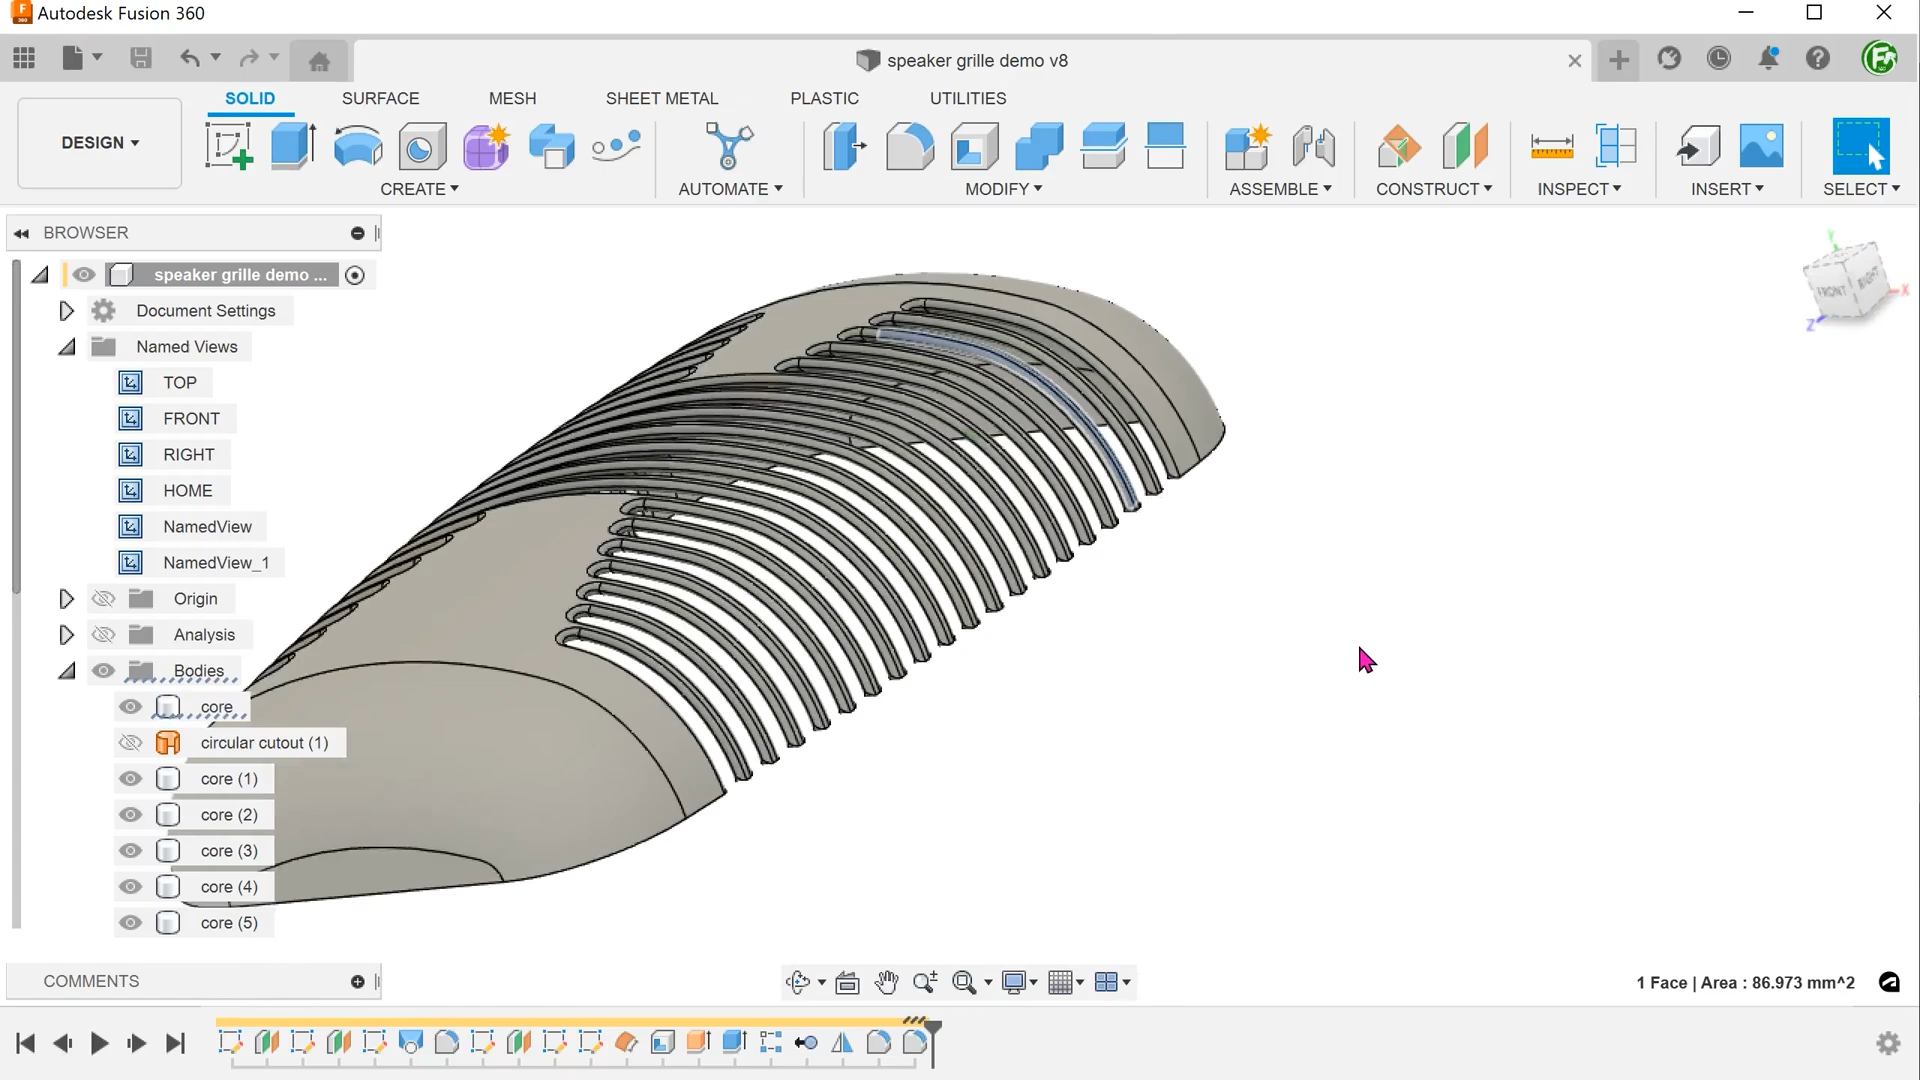 Autodesk Fusion 360
speaker grille demo v8
SOLID SURFACE MESH SHEET METAL PLASTIC UTILITIES
DESIGN
CREATE AUTOMATE MODIFY ASSEMBLE CONSTRUCT INSPECT INSERT SELECT
BROWSER
speaker grille demo ...
Document Settings
Named Views
TOP
FRONT
RIGHT
HOME
NamedView
NamedView_1
Origin
Analysis
Bodies
core
circular cutout (1)
core (1)
core (2)
core (3)
core (4)
core (5)
Y
FRONT RIGHT
X
Z
COMMENTS
1 Face | Area : 86.973 mm^2